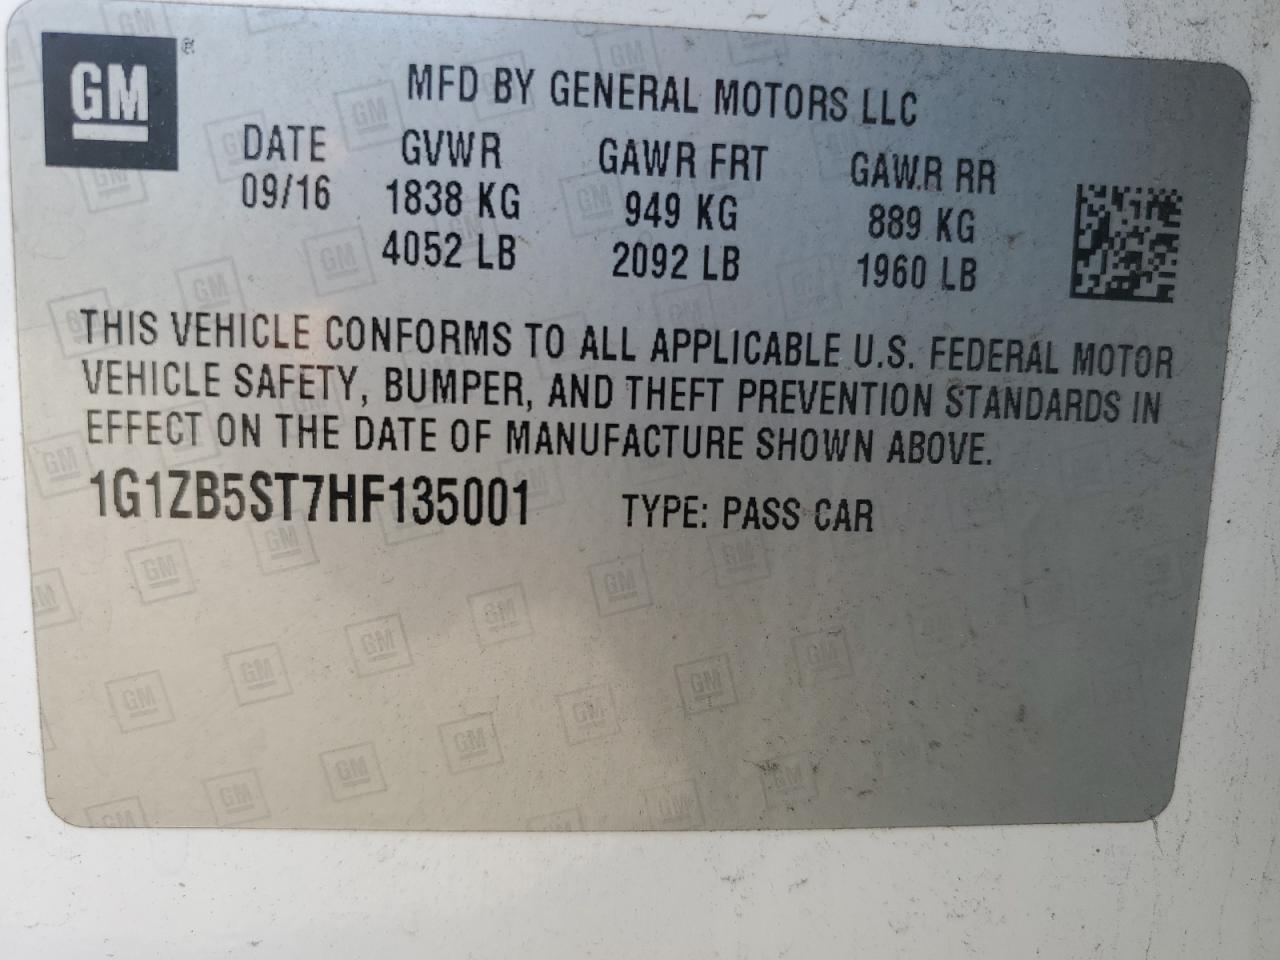 GM ®
MFD BY GENERAL MOTORS LLC
DATE GVWR GAWR FRT GAWR RR
09/16 1838 KG 949 KG 889 KG
4052 LB 2092 LB 1960 LB
THIS VEHICLE CONFORMS TO ALL APPLICABLE U.S. FEDERAL MOTOR
VEHICLE SAFETY, BUMPER, AND THEFT PREVENTION STANDARDS IN
EFFECT ON THE DATE OF MANUFACTURE SHOWN ABOVE.
1G1ZB5ST7HF135001 TYPE: PASS CAR